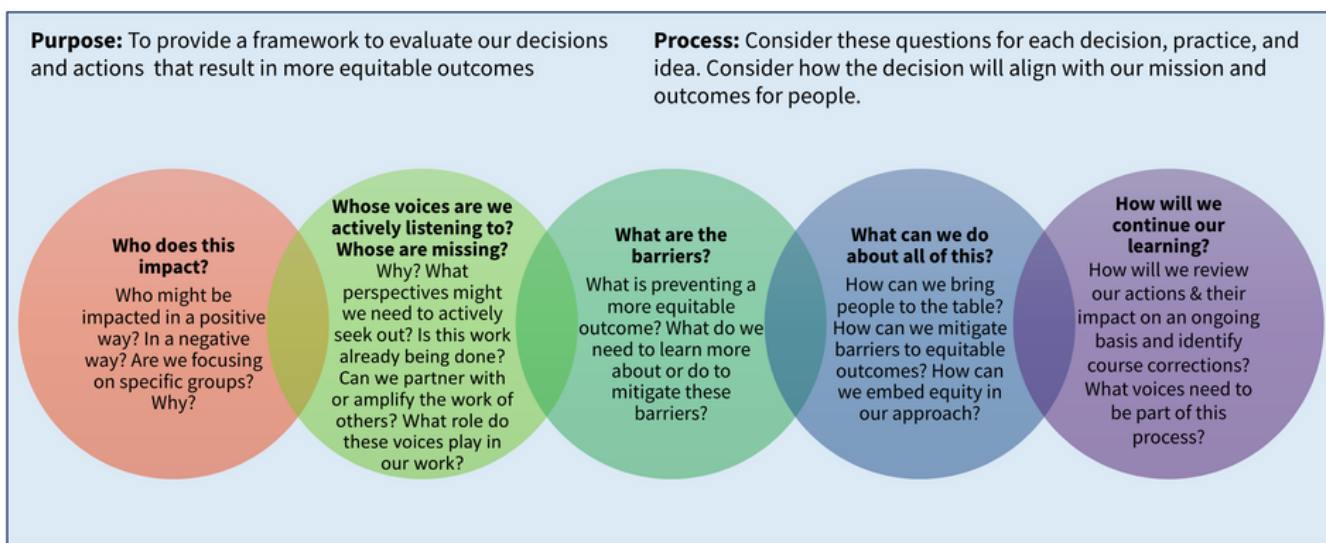 Purpose: To provide a framework to evaluate our decisions
and actions  that result in more equitable outcomes
Process: Consider these questions for each decision, practice, and
idea. Consider how the decision will align with our mission and
outcomes for people.
Who does this
impact?
Who might be
impacted in a positive
way? In a negative
way? Are we focusing
on specific groups?
Why?
Whose voices are we
actively listening to?
Whose are missing?
Why? What
perspectives might
we need to actively
seek out? Is this work
already being done?
Can we partner with
or amplify the work of
others? What role do
these voices play in
our work?
What are the
barriers?
What is preventing a
more equitable
outcome? What do we
need to learn more
about or do to
mitigate these
barriers?
What can we do
about all of this?
How can we bring
people to the table?
How can we mitigate
barriers to equitable
outcomes? How can
we embed equity in
our approach?
How will we
continue our
learning?
How will we review
our actions & their
impact on an ongoing
basis and identify
course corrections?
What voices need to
be part of this
process?